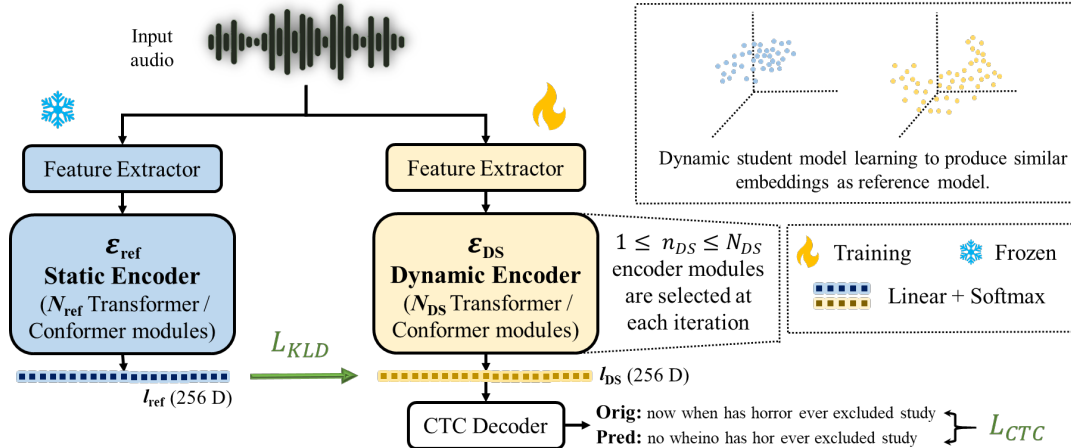 Input
audio
Feature Extractor
Feature Extractor
Ɛref
Static Encoder
(Nref Transformer /
Conformer modules)
ƐDS
Dynamic Encoder
(NDS Transformer /
Conformer modules)
1 ≤ nDS ≤ NDS
encoder modules
are selected at
each iteration
Dynamic student model learning to produce similar
embeddings as reference model.
Training
Frozen
Linear + Softmax
LKLD
lref (256 D)
lDS (256 D)
CTC Decoder
Orig: now when has horror ever excluded study
Pred: no wheino has hor ever excluded study
LCTC